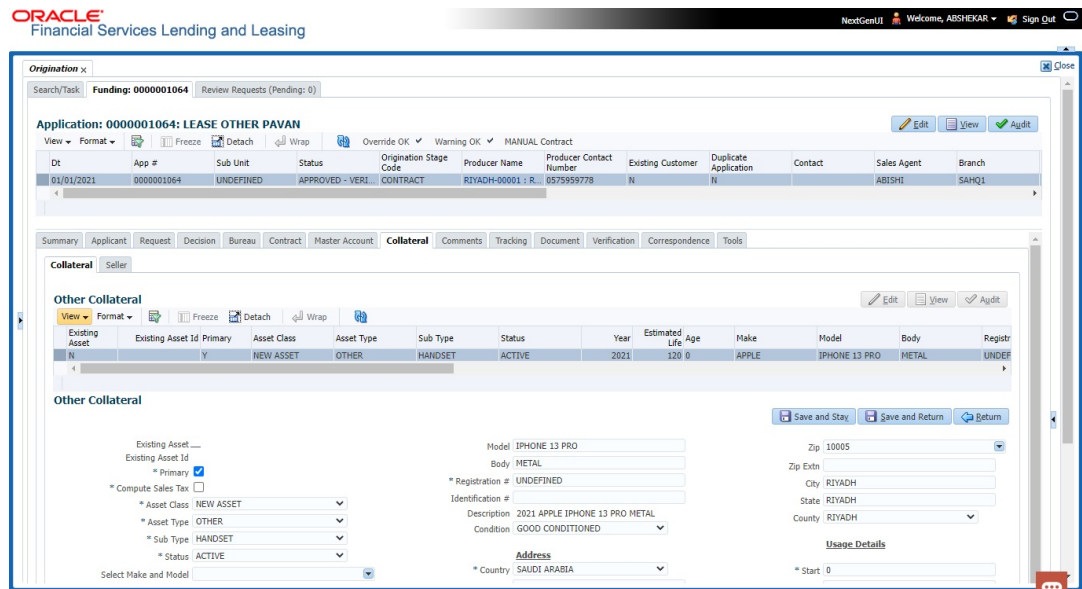 ORACLE®
Financial Services Lending and Leasing
NextGenUI Welcome, ABSHEKAR Sign Out
Origination x
Close
Search/Task Funding: 0000001064 Review Requests (Pending: 0)
Application: 0000001064: LEASE OTHER PAVAN
Edit View Audit
View Format Freeze Detach Wrap Override OK Warning OK MANUAL Contract
Dt App # Sub Unit Status Origination Stage Code Producer Name Producer Contact Number Existing Customer Duplicate Application Contact Sales Agent Branch
01/01/2021 0000001064 UNDEFINED APPROVED - VERI... CONTRACT RIYADH-00001 : R... 0575959778 N N ABISHI SAHQ1
Summary Applicant Request Decision Bureau Contract Master Account Collateral Comments Tracking Document Verification Correspondence Tools
Collateral Seller
Other Collateral
Edit View Audit
View Format Freeze Detach Wrap
Existing Asset Existing Asset Id Primary Asset Class Asset Type Sub Type Status Year Estimated Life Age Make Model Body Registr
N Y NEW ASSET OTHER HANDSET ACTIVE 2021 120 0 APPLE IPHONE 13 PRO METAL UNDEF
Other Collateral
Save and Stay Save and Return Return
Existing Asset
Existing Asset Id
* Primary
* Compute Sales Tax
* Asset Class NEW ASSET
* Asset Type OTHER
* Sub Type HANDSET
* Status ACTIVE
Select Make and Model
Model IPHONE 13 PRO
Body METAL
* Registration # UNDEFINED
Identification #
Description 2021 APPLE IPHONE 13 PRO METAL
Condition GOOD CONDITIONED
Address
* Country SAUDI ARABIA
Zip 10005
Zip Extn
City RIYADH
State RIYADH
County RIYADH
Usage Details
* Start 0